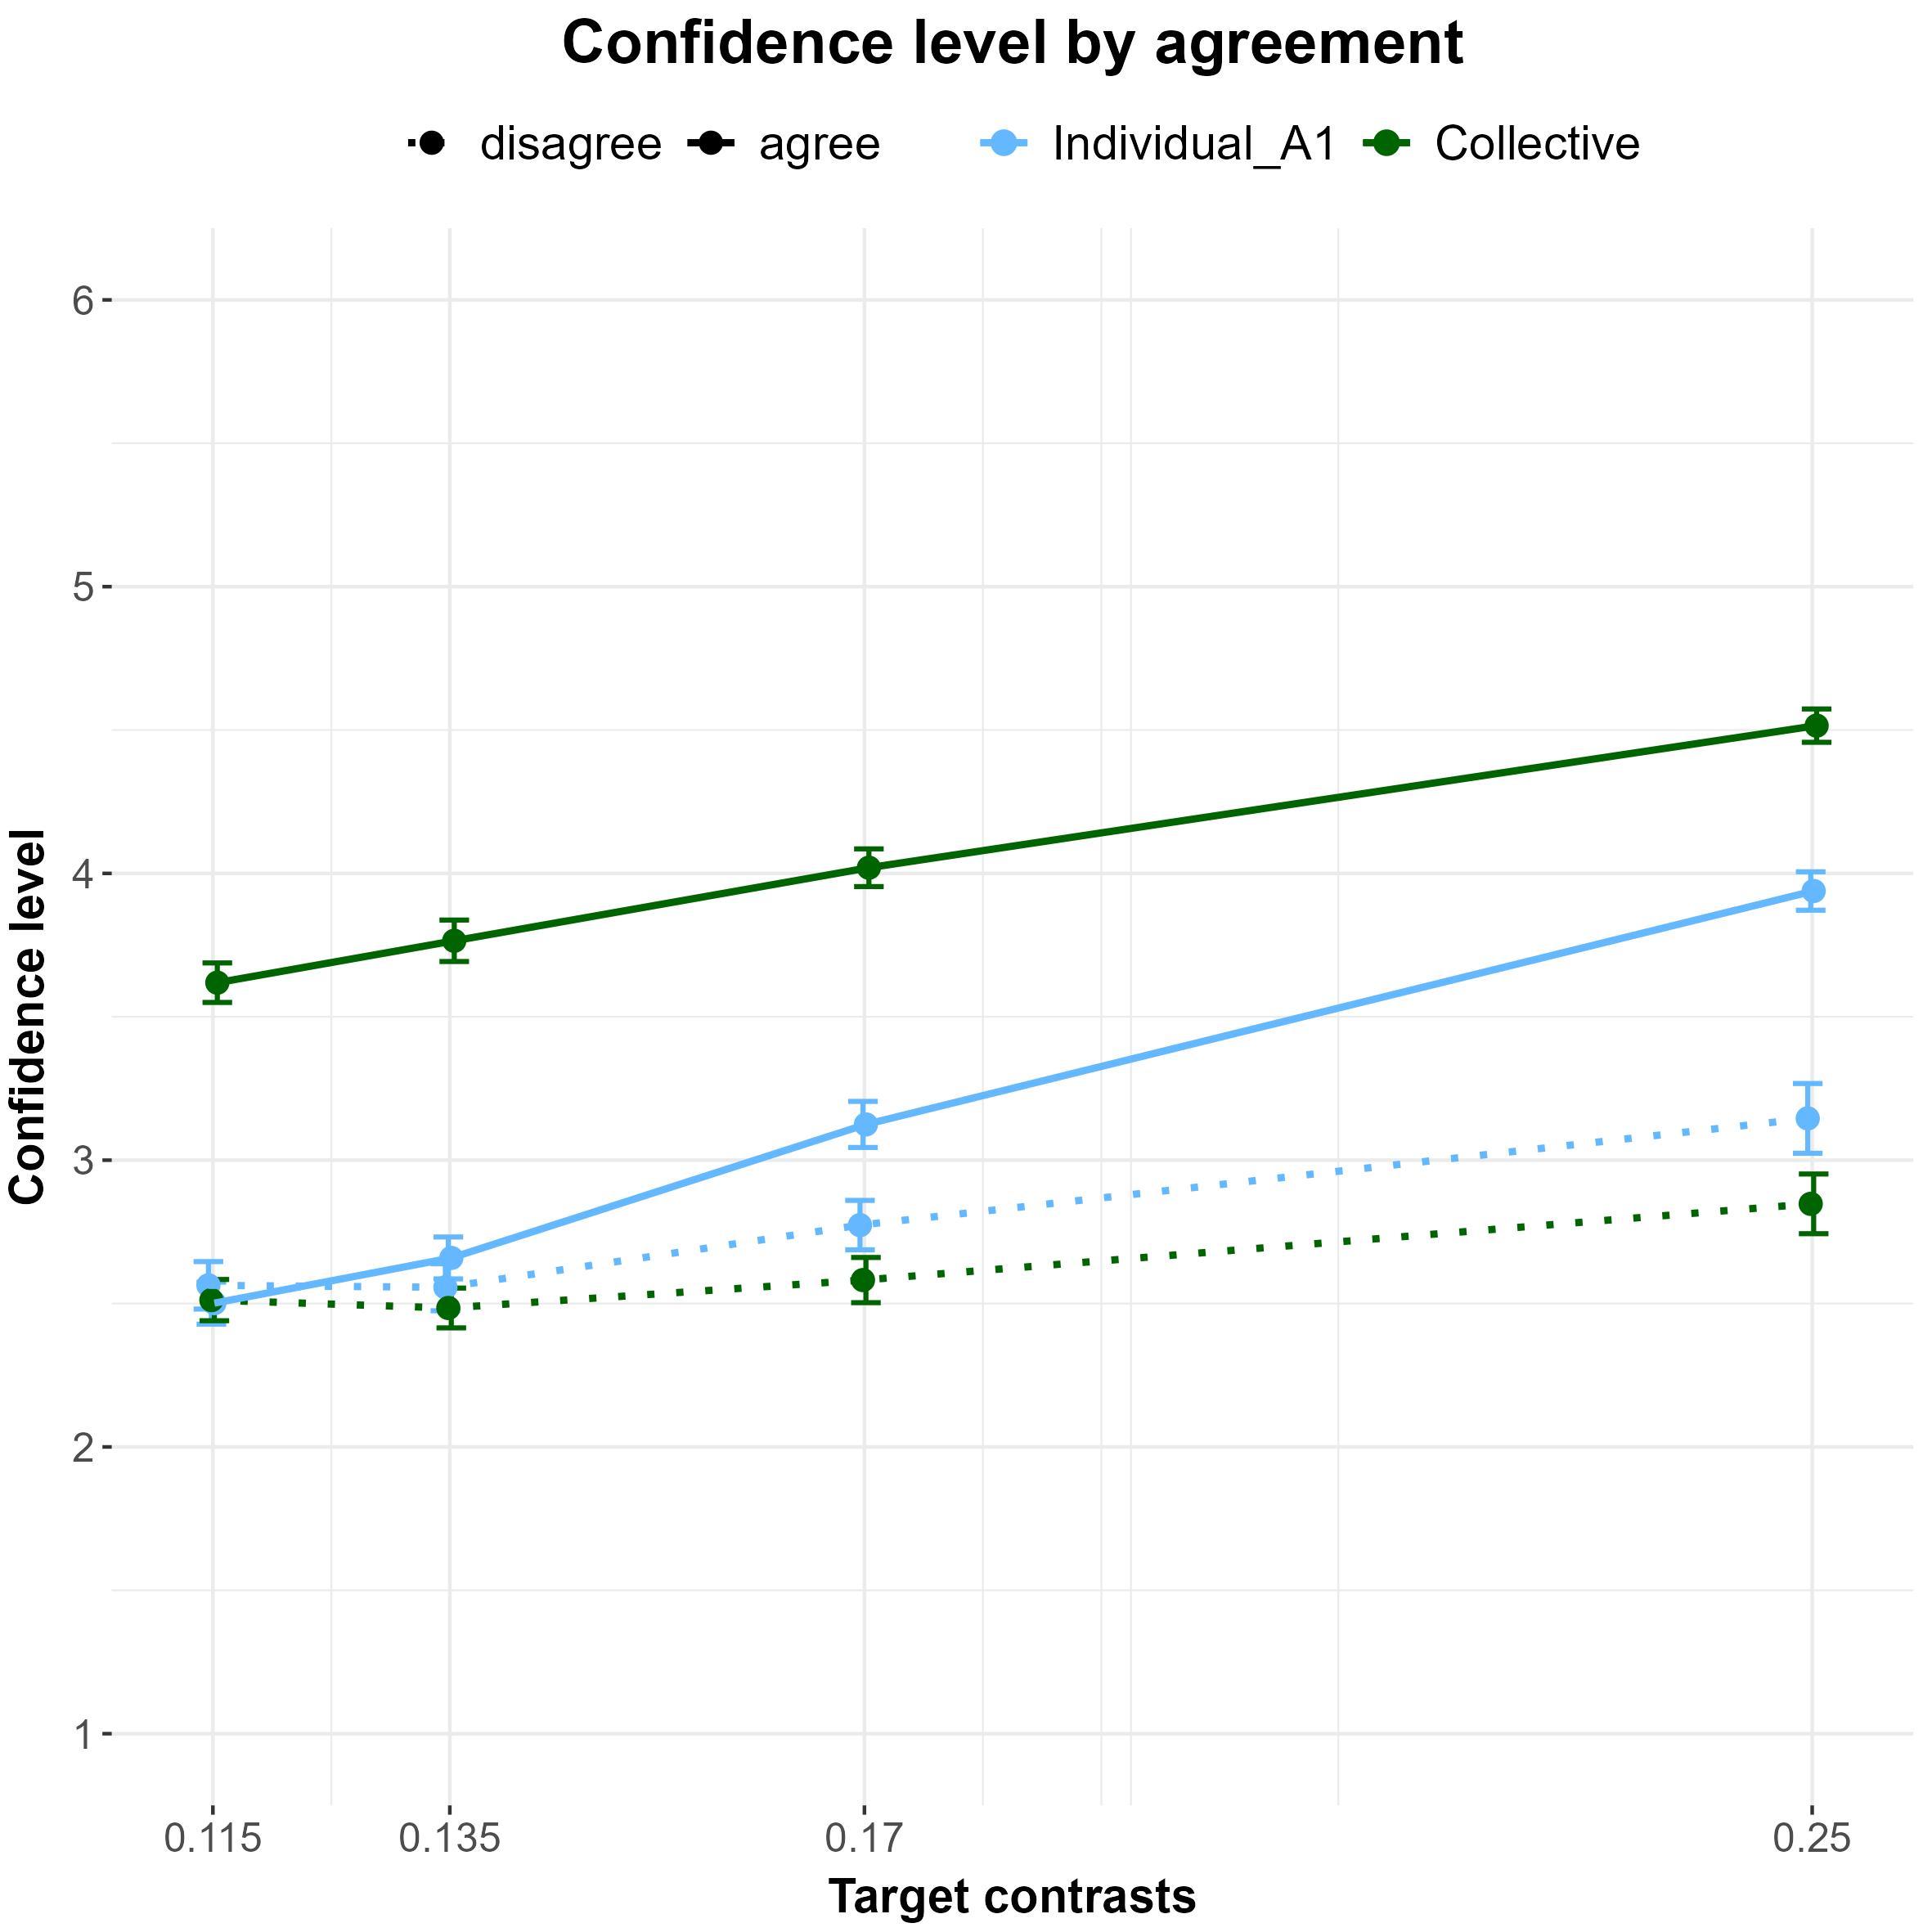 Confidence level by agreement
disagree agree Individual_A1 Collective
6
5
4
3
2
1
Confidence level
0.115 0.135 0.17 0.25
Target contrasts